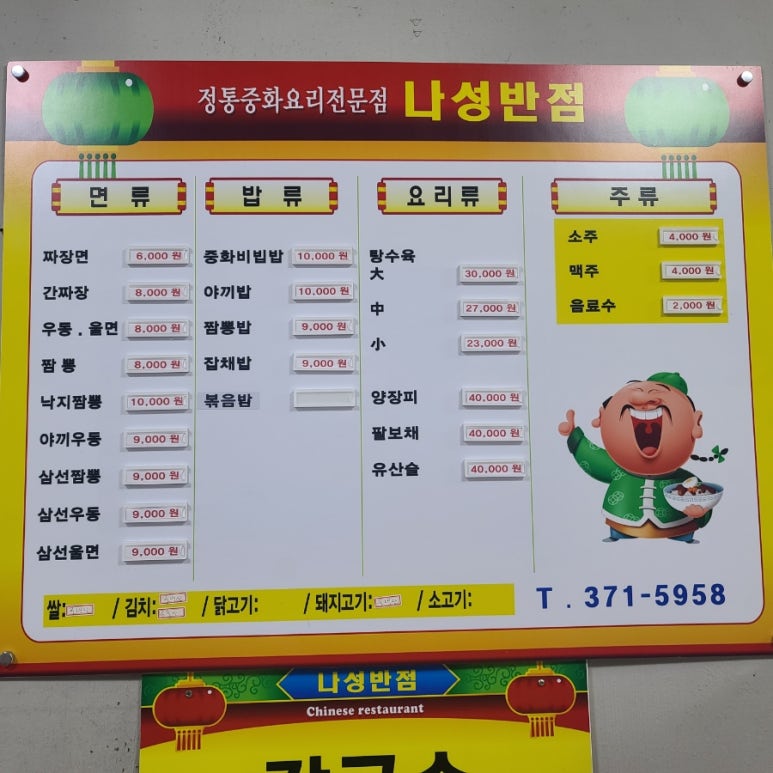 정통중화요리전문점 나성반점
면 류
짜장면 6,000 원
간짜장 8,000 원
우동 . 울면 8,000 원
짬 뽕 8,000 원
낙지짬뽕 10,000 원
야끼우동 9,000 원
삼선짬뽕 9,000 원
삼선우동 9,000 원
삼선울면 9,000 원
밥 류
중화비빕밥 10,000 원
야끼밥 10,000 원
짬뽕밥 9,000 원
잡채밥 9,000 원
볶음밥
요리류
탕수육
大 30,000 원
中 27,000 원
小 23,000 원
양장피 40,000 원
팔보채 40,000 원
유산슬 40,000 원
주류
소주 4,000 원
맥주 4,000 원
음료수 2,000 원
쌀: / 김치: / 닭고기: / 돼지고기: / 소고기:
T . 371-5958
나성반점
Chinese restaurant